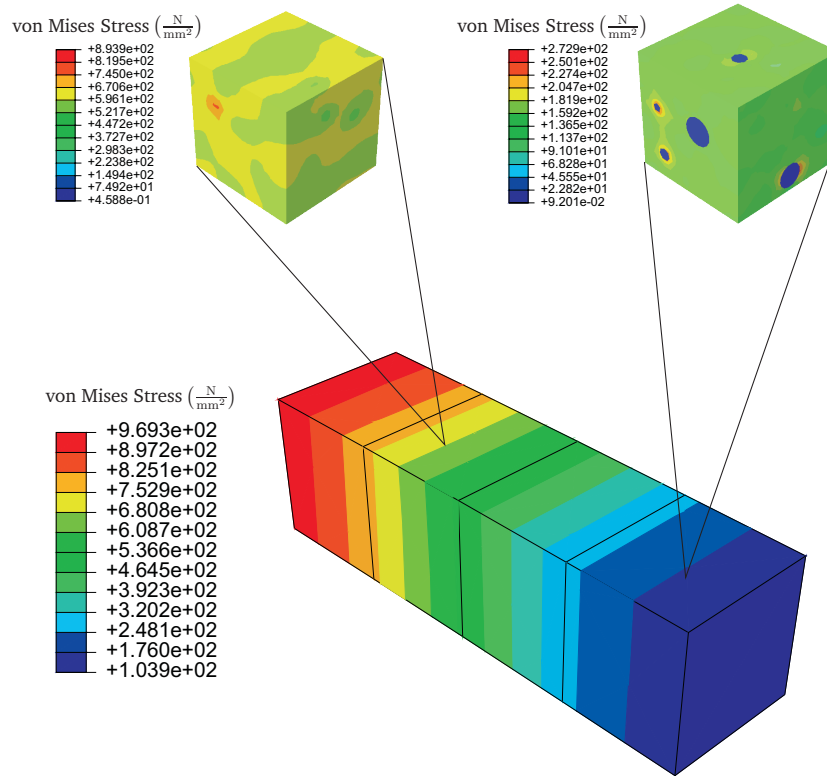 von Mises Stress (N/mm²)
+8.939e+02
+8.195e+02
+7.450e+02
+6.706e+02
+5.961e+02
+5.217e+02
+4.472e+02
+3.727e+02
+2.983e+02
+2.238e+02
+1.494e+02
+7.492e+01
+4.588e-01
von Mises Stress (N/mm²)
+2.729e+02
+2.501e+02
+2.274e+02
+2.047e+02
+1.819e+02
+1.592e+02
+1.365e+02
+1.137e+02
+9.101e+01
+6.828e+01
+4.555e+01
+2.282e+01
+9.201e-02
von Mises Stress (N/mm²)
+9.693e+02
+8.972e+02
+8.251e+02
+7.529e+02
+6.808e+02
+6.087e+02
+5.366e+02
+4.645e+02
+3.923e+02
+3.202e+02
+2.481e+02
+1.760e+02
+1.039e+02